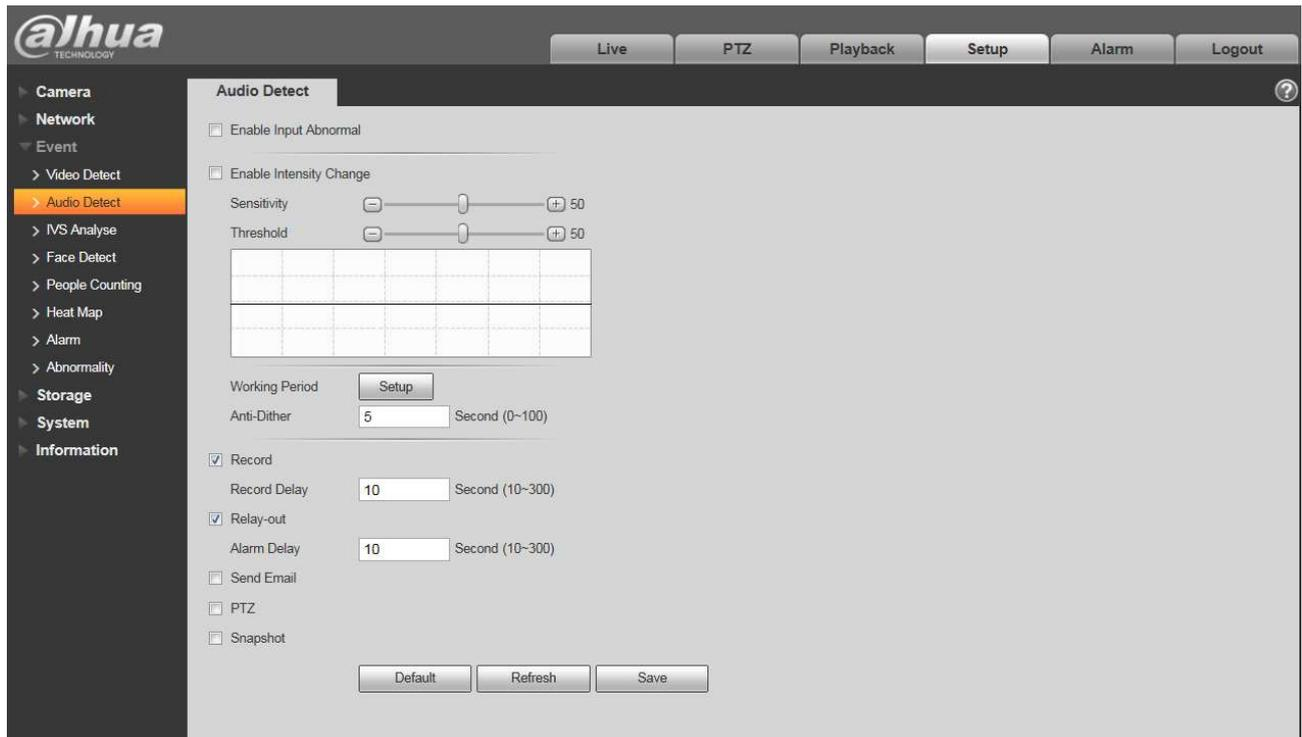 alhua
TECHNOLOGY
Live PTZ Playback Setup Alarm Logout
Camera
Network
Event
Video Detect
Audio Detect
IVS Analyse
Face Detect
People Counting
Heat Map
Alarm
Abnormality
Storage
System
Information
Audio Detect ?
Enable Input Abnormal
Enable Intensity Change
Sensitivity 50
Threshold 50
Working Period Setup
Anti-Dither 5 Second (0~100)
Record
Record Delay 10 Second (10~300)
Relay-out
Alarm Delay 10 Second (10~300)
Send Email
PTZ
Snapshot
Default Refresh Save